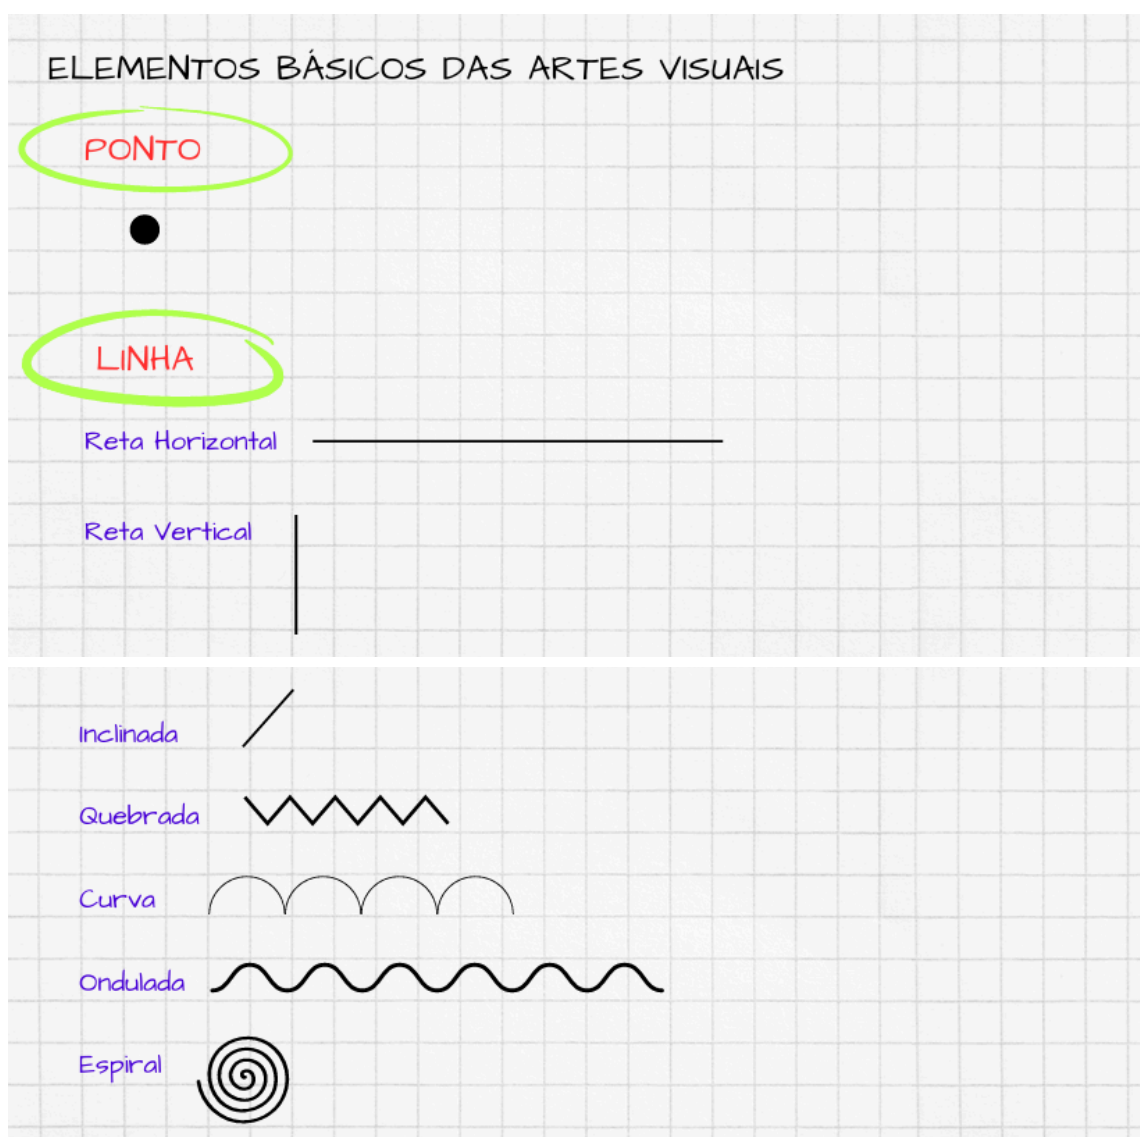 ELEMENTOS BÁSICOS DAS ARTES VISUAIS
PONTO
LINHA
Reta Horizontal
Reta Vertical
Inclinada
Quebrada
Curva
Ondulada
Espiral